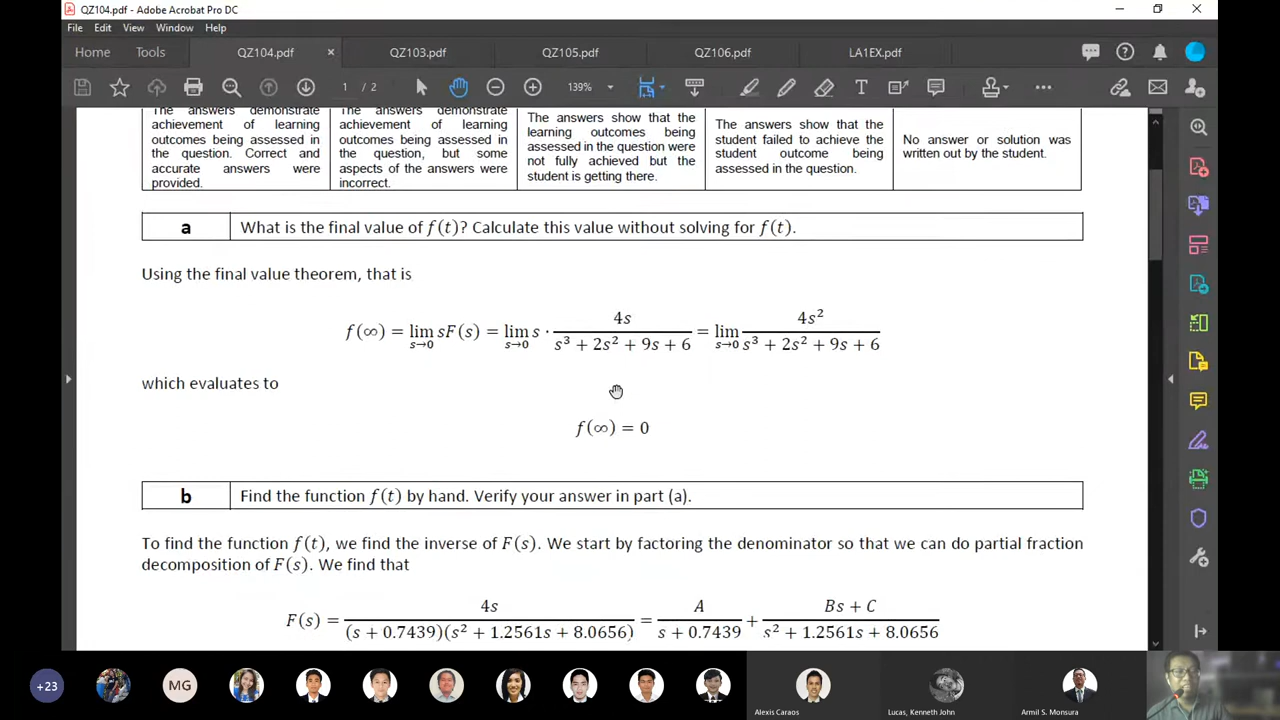 QZ104.pdf - Adobe Acrobat Pro DC
File Edit View Window Help
Home Tools QZ104.pdf × QZ103.pdf QZ105.pdf QZ106.pdf LA1EX.pdf
1 / 2 139%
The answers demonstrate
achievement of learning
outcomes being assessed in
the question. Correct and
accurate answers were
provided.
The answers demonstrate
achievement of learning
outcomes being assessed in
the question, but some
aspects of the answers were
incorrect.
The answers show that the
learning outcomes being
assessed in the question were
not fully achieved but the
student is getting there.
The answers show that the
student failed to achieve the
student outcome being
assessed in the question.
No answer or solution was
written out by the student.
a What is the final value of f(t)? Calculate this value without solving for f(t).
Using the final value theorem, that is
f(∞) = lim s→0 sF(s) = lim s→0 s · 4s / (s³ + 2s² + 9s + 6) = lim s→0 4s² / (s³ + 2s² + 9s + 6)
which evaluates to
f(∞) = 0
b Find the function f(t) by hand. Verify your answer in part (a).
To find the function f(t), we find the inverse of F(s). We start by factoring the denominator so that we can do partial fraction
decomposition of F(s). We find that
F(s) = 4s / (s + 0.7439)(s² + 1.2561s + 8.0656) = A / (s + 0.7439) + (Bs + C) / (s² + 1.2561s + 8.0656)
+23 MG
Alexis Caraos Lucas, Kenneth John Armil S. Monsura